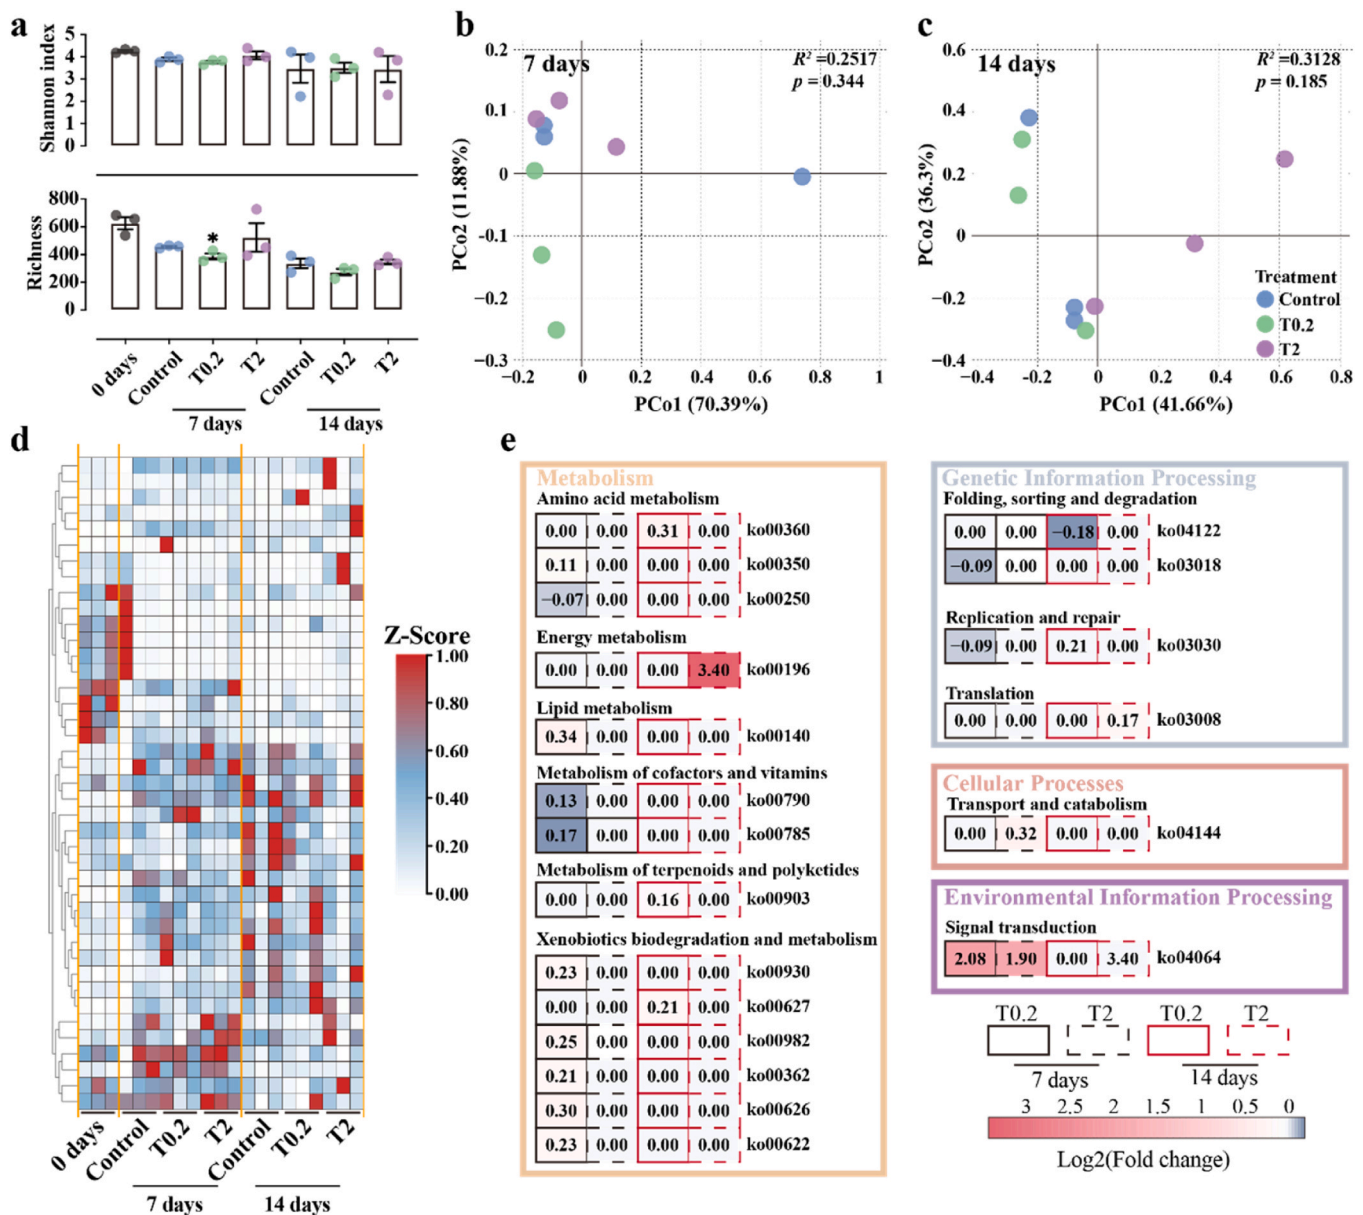 a
Shannon index
5
4
3
2
1
0
Richness
800
600
400
200
0
*
0 days
Control
T0.2
T2
Control
T0.2
T2
7 days
14 days
b
7 days
R² =0.2517
p = 0.344
PCo2 (11.88%)
0.2
0.1
0
−0.1
−0.2
−0.3
−0.2
0
0.2
0.4
0.6
0.8
1
PCo1 (70.39%)
c
14 days
R² =0.3128
p = 0.185
PCo2 (36.3%)
0.6
0.4
0.2
0
−0.2
−0.4
−0.4
−0.2
0
0.2
0.4
0.6
0.8
PCo1 (41.66%)
Treatment
Control
T0.2
T2
d
Z-Score
1.00
0.80
0.60
0.40
0.20
0.00
0 days
Control
T0.2
T2
Control
T0.2
T2
7 days
14 days
e
Metabolism
Amino acid metabolism
0.00 0.00 0.31 0.00 ko00360
0.11 0.00 0.00 0.00 ko00350
−0.07 0.00 0.00 0.00 ko00250
Energy metabolism
0.00 0.00 0.00 3.40 ko00196
Lipid metabolism
0.34 0.00 0.00 0.00 ko00140
Metabolism of cofactors and vitamins
0.13 0.00 0.00 0.00 ko00790
0.17 0.00 0.00 0.00 ko00785
Metabolism of terpenoids and polyketides
0.00 0.00 0.16 0.00 ko00903
Xenobiotics biodegradation and metabolism
0.23 0.00 0.00 0.00 ko00930
0.00 0.00 0.21 0.00 ko00627
0.25 0.00 0.00 0.00 ko00982
0.21 0.00 0.00 0.00 ko00362
0.30 0.00 0.00 0.00 ko00626
0.23 0.00 0.00 0.00 ko00622
Genetic Information Processing
Folding, sorting and degradation
0.00 0.00 −0.18 0.00 ko04122
−0.09 0.00 0.00 0.00 ko03018
Replication and repair
−0.09 0.00 0.21 0.00 ko03030
Translation
0.00 0.00 0.00 0.17 ko03008
Cellular Processes
Transport and catabolism
0.00 0.32 0.00 0.00 ko04144
Environmental Information Processing
Signal transduction
2.08 1.90 0.00 3.40 ko04064
T0.2 T2 T0.2 T2
7 days 14 days
3 2.5 2 1.5 1 0.5 0
Log2(Fold change)